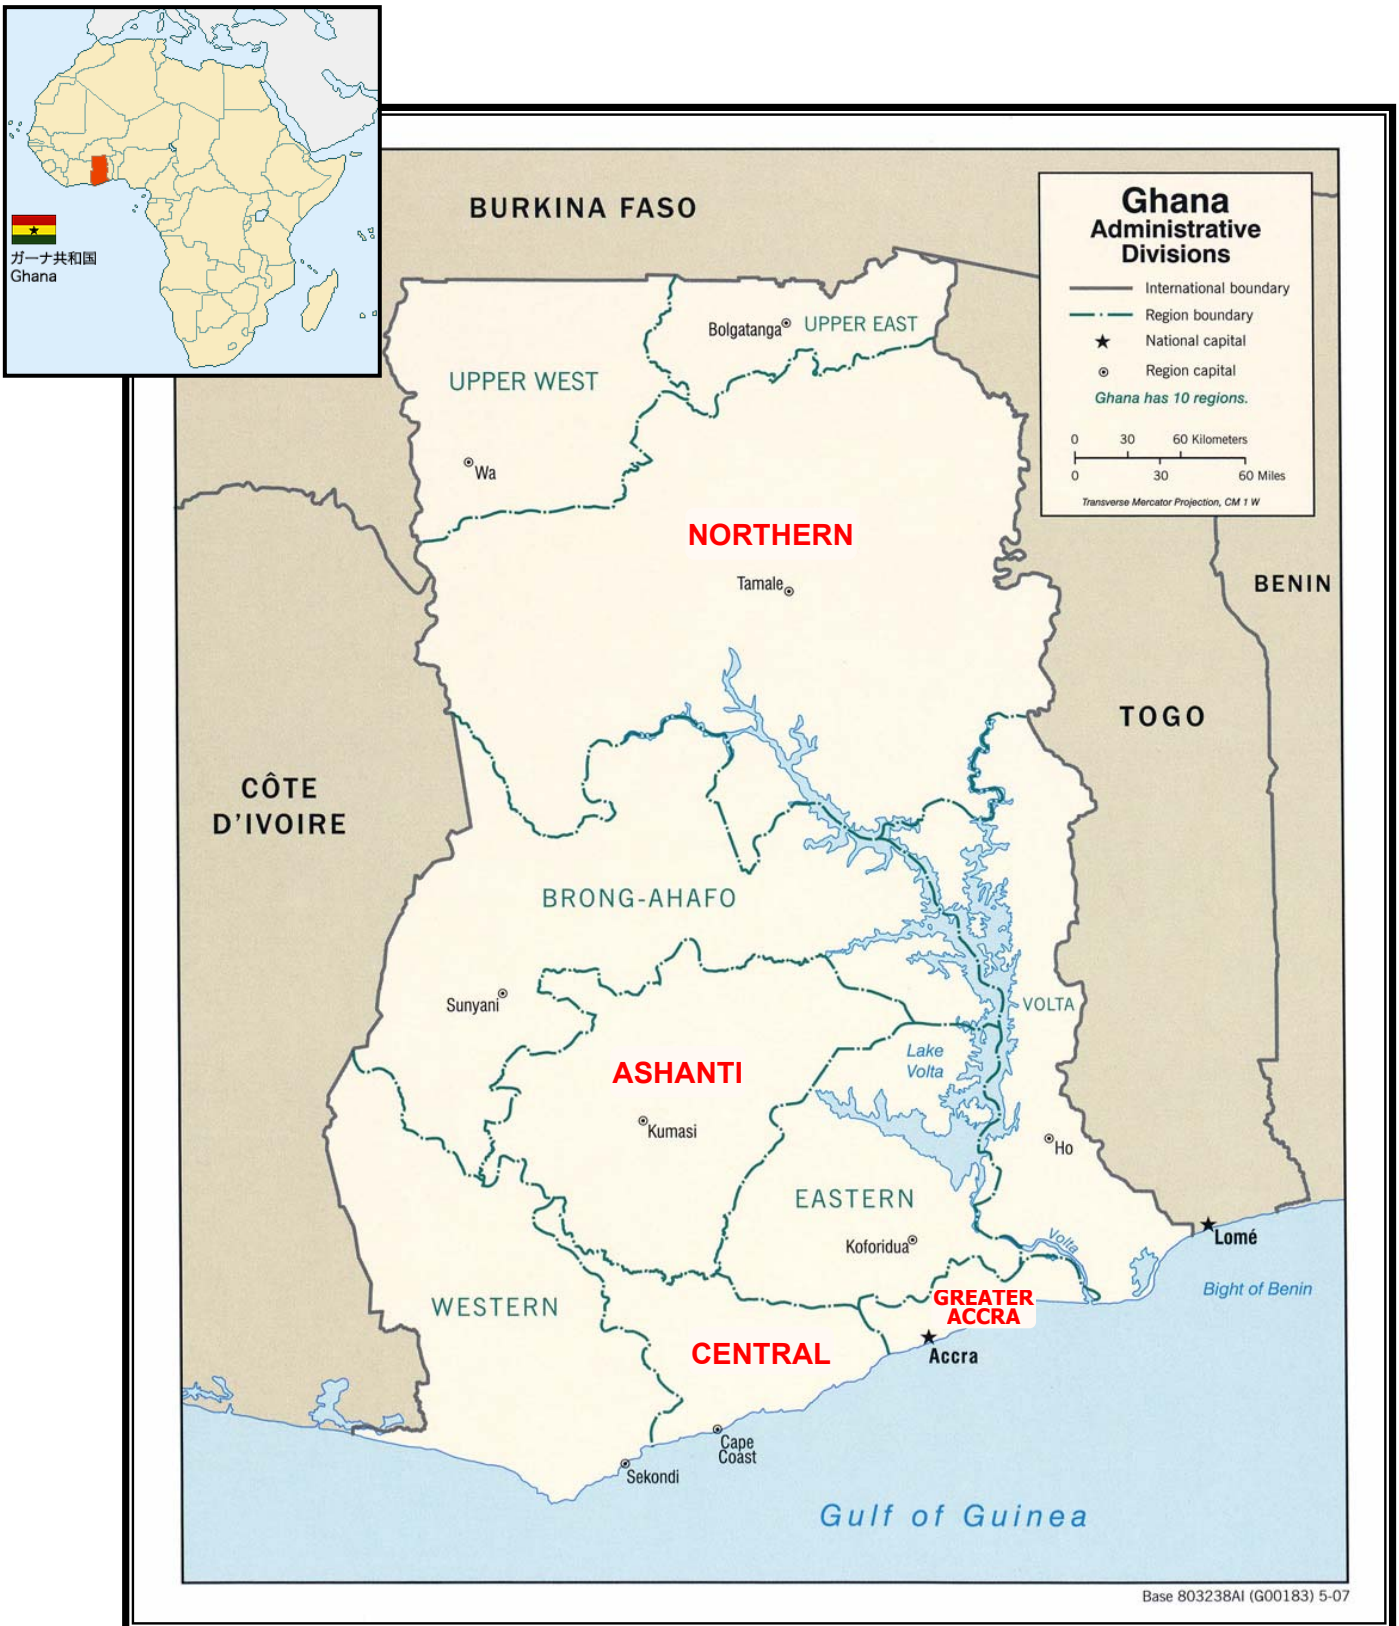 ガーナ共和国
Ghana
BURKINA FASO
Ghana
Administrative
Divisions
International boundary
Region boundary
National capital
Region capital
Ghana has 10 regions.
0 30 60 Kilometers
0 30 60 Miles
Transverse Mercator Projection, CM 1 W
Bolgatanga
UPPER EAST
UPPER WEST
Wa
NORTHERN
Tamale
BENIN
TOGO
CÔTE
D'IVOIRE
BRONG-AHAFO
Sunyani
VOLTA
Lake
Volta
ASHANTI
Kumasi
Ho
EASTERN
Koforidua
Volta
Lomé
Bight of Benin
WESTERN
GREATER
ACCRA
CENTRAL
Accra
Cape
Coast
Sekondi
Gulf of Guinea
Base 803238AI (G00183) 5-07